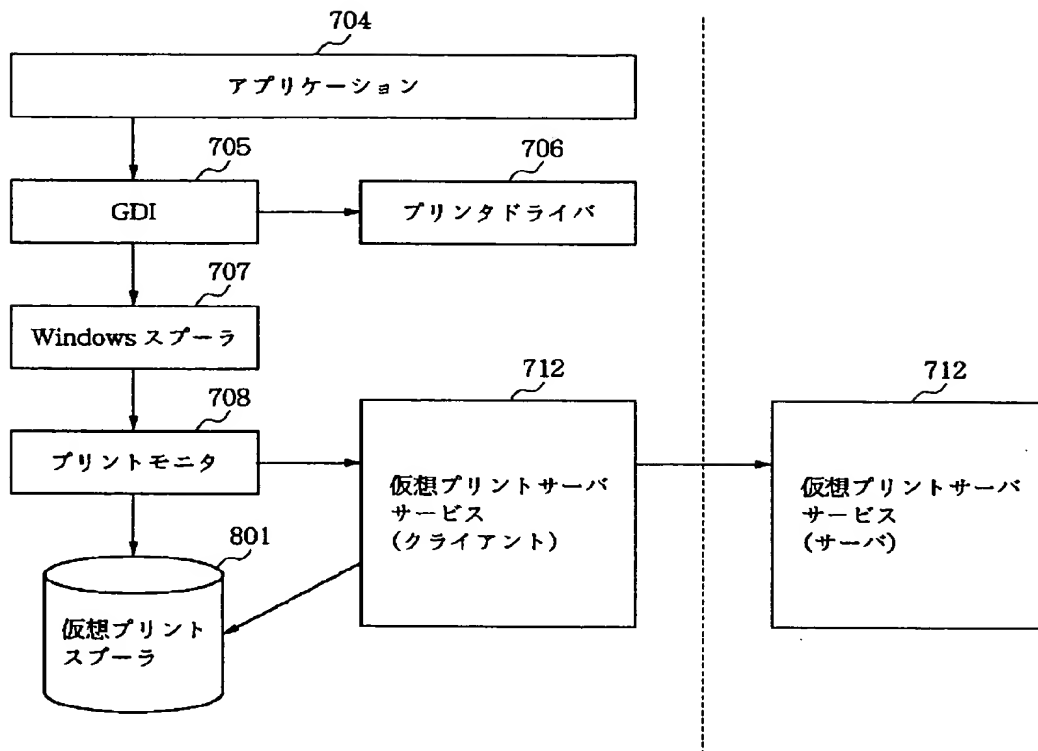 704
アプリケーション
705
GDI
706
プリンタドライバ
707
Windows スプーラ
708
プリントモニタ
712
仮想プリントサーバ
サービス
(クライアント)
712
仮想プリントサーバ
サービス
(サーバ)
801
仮想プリント
スプーラ